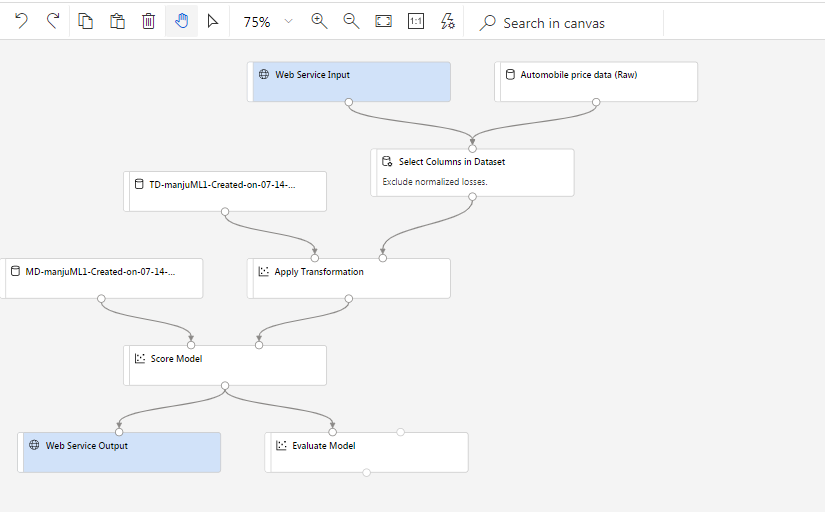 75%
1:1
Search in canvas
Web Service Input
Automobile price data (Raw)
Select Columns in Dataset
Exclude normalized losses.
TD-manjuML1-Created-on-07-14-...
MD-manjuML1-Created-on-07-14-...
Apply Transformation
Score Model
Web Service Output
Evaluate Model